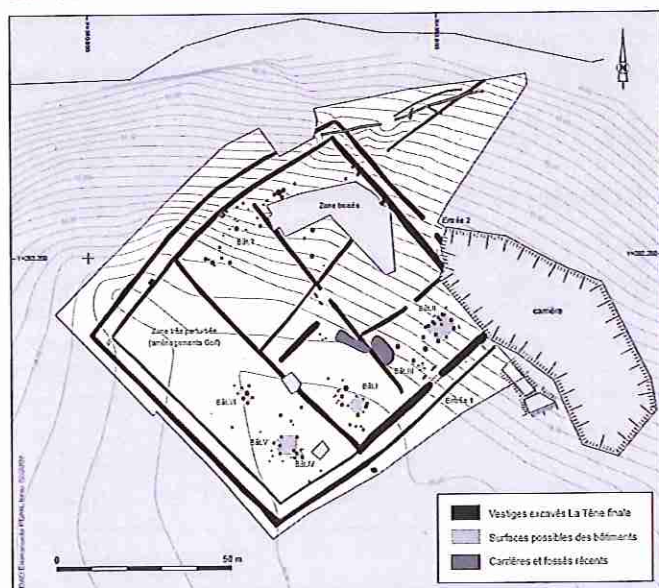 N
Zone boisée
Entrée 2
Bât.II
carrière
Zone très perturbée
(aménagements Golf)
Bât.III
Bât.I
Bât.VI
Entrée 1
Bât.V
Bât.IV
0
50 m
Vestiges excavés La Tène finale
Surfaces possibles des bâtiments
Carrières et fossés récents